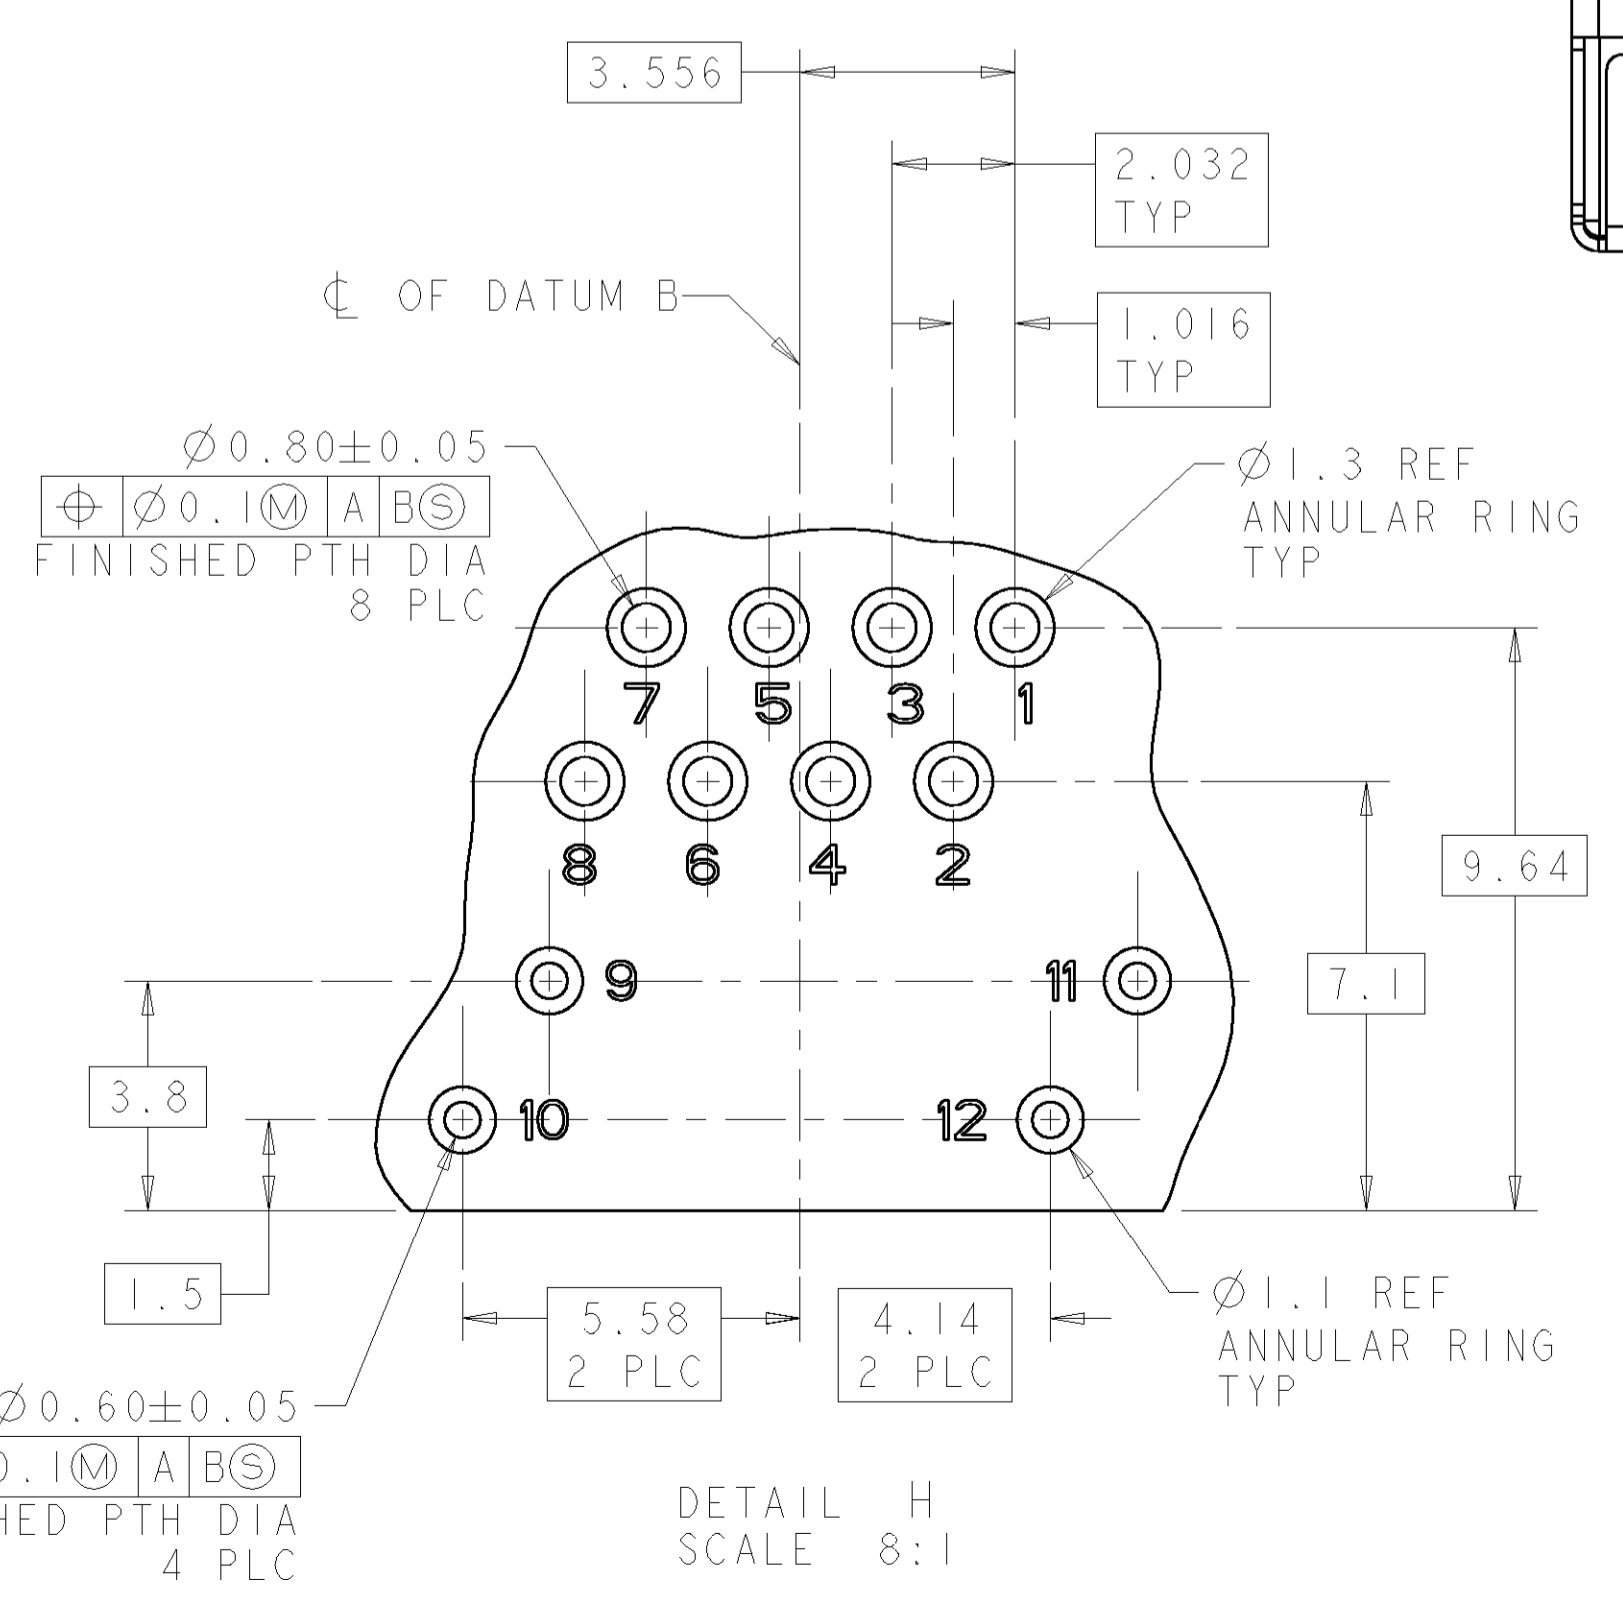 3.556
2.032
TYP
℄ OF DATUM B
1.016
TYP
Ø0.80±0.05
⌖ Ø0.1Ⓜ A BⓈ
FINISHED PTH DIA
8 PLC
Ø1.3 REF
ANNULAR RING
TYP
7 5 3 1
8 6 4 2
9.64
9 11
7.1
3.8
10 12
1.5
5.58
2 PLC
4.14
2 PLC
Ø1.1 REF
ANNULAR RING
TYP
Ø0.60±0.05
.1Ⓜ A BⓈ
HED PTH DIA
4 PLC
DETAIL H
SCALE 8:1